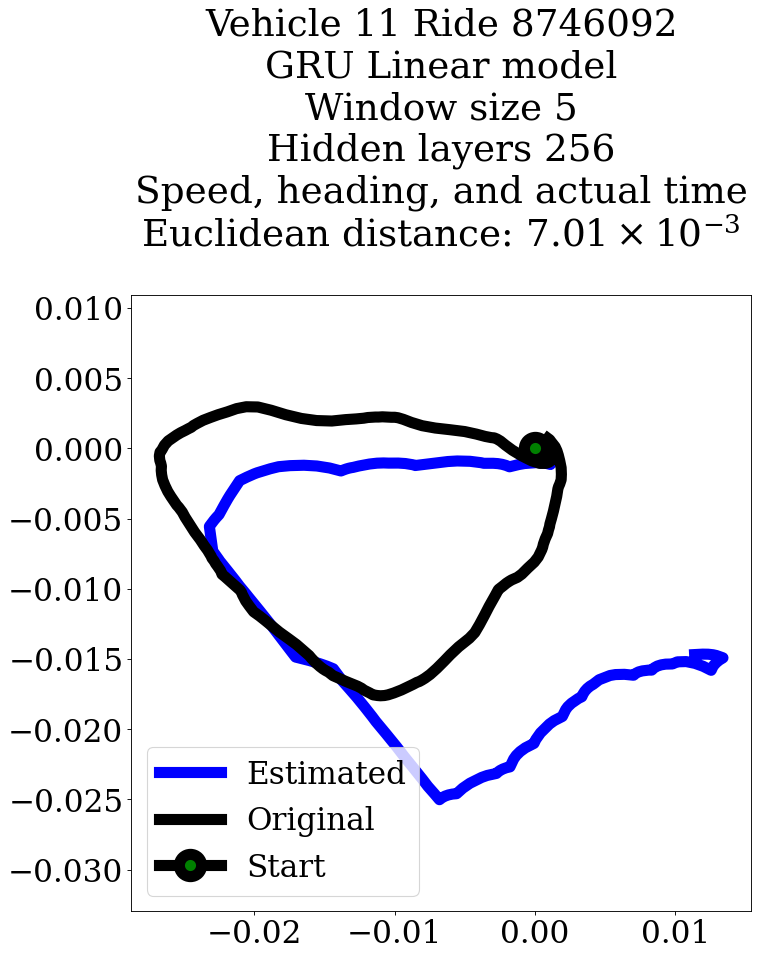 Vehicle 11 Ride 8746092
GRU Linear model
Window size 5
Hidden layers 256
Speed, heading, and actual time
Euclidean distance: 7.01 × 10⁻³
0.010
0.005
0.000
−0.005
−0.010
−0.015
−0.020
−0.025
−0.030
Estimated
Original
Start
−0.02 −0.01 0.00 0.01